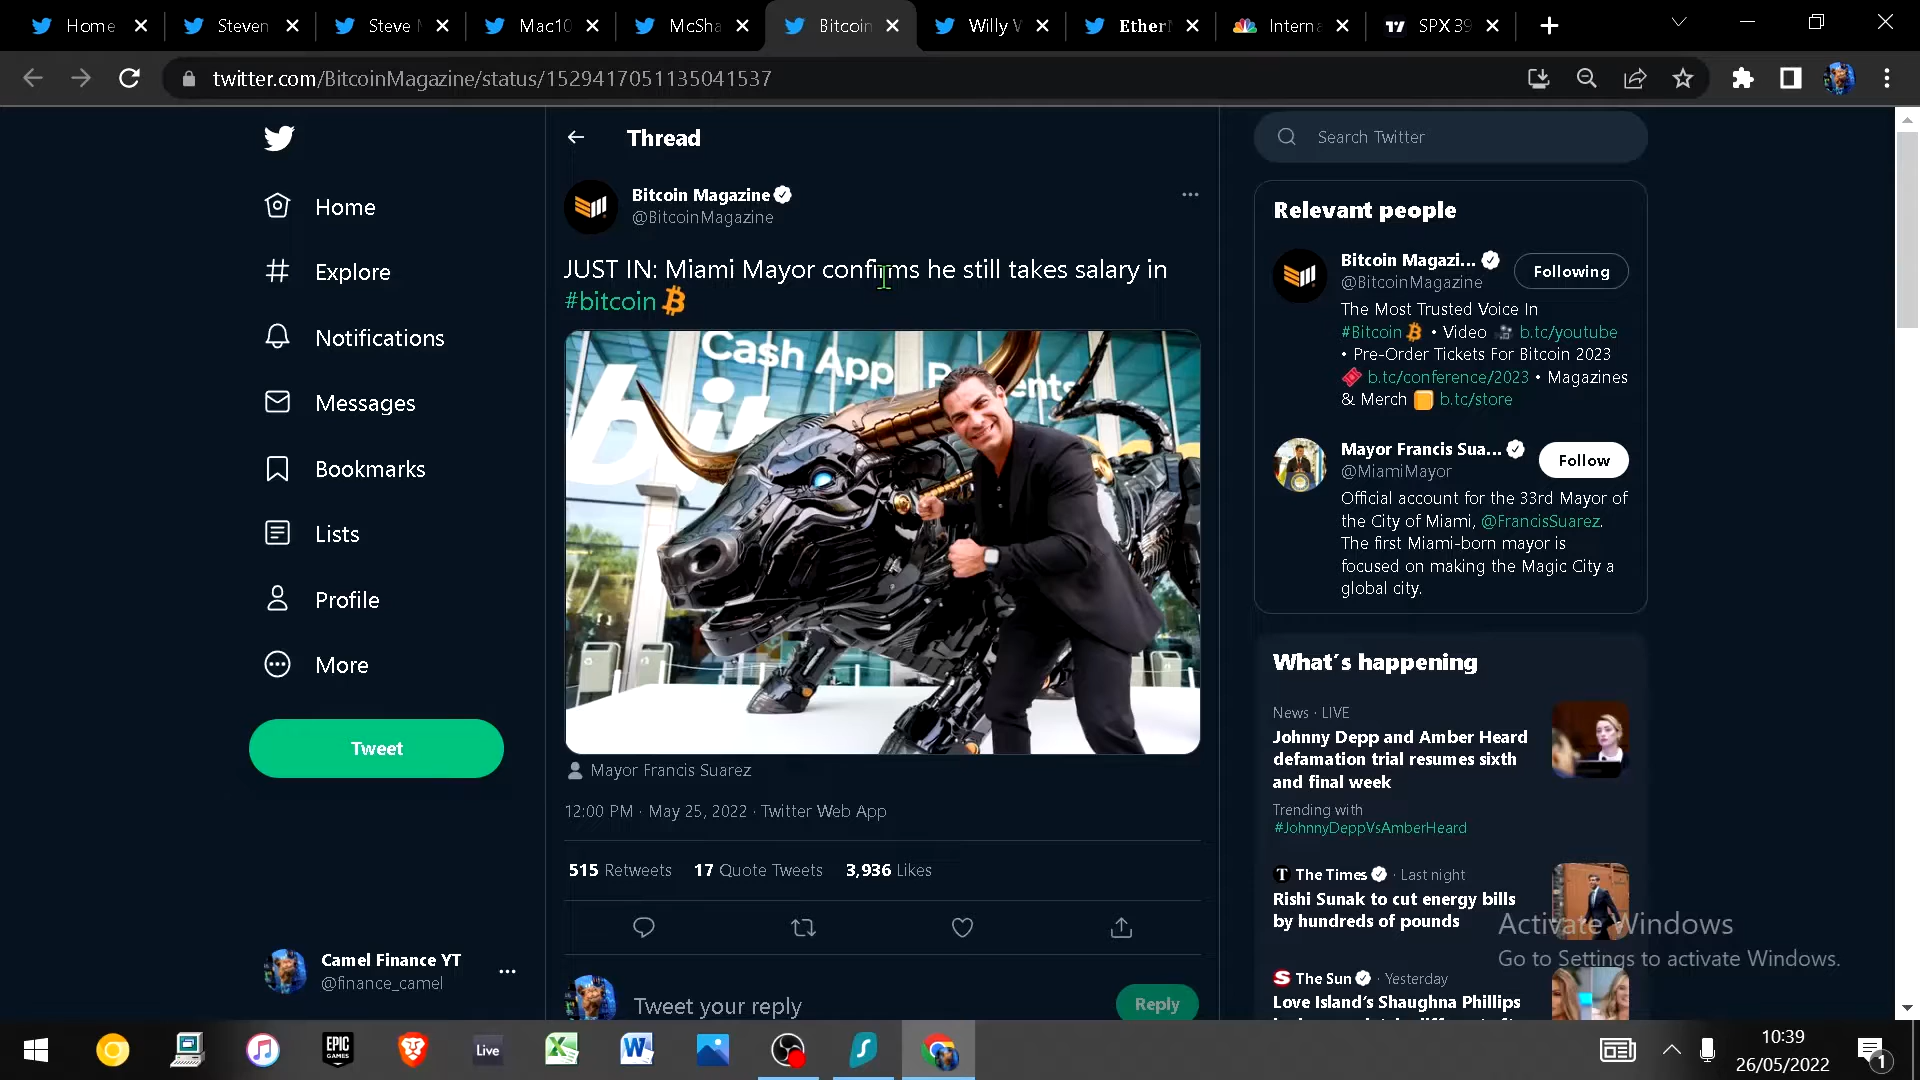 Home
Steven
Steve
Mac10
McSha
Bitcoin
Willy
Ether
Interna
SPX 39
twitter.com/BitcoinMagazine/status/1529417051135041537
Home
Explore
Notifications
Messages
Bookmarks
Lists
Profile
More
Tweet
Camel Finance YT
@finance_camel
Thread
Bitcoin Magazine
@BitcoinMagazine
JUST IN: Miami Mayor confirms he still takes salary in
#bitcoin
Cash App
bit
Mayor Francis Suarez
12:00 PM · May 25, 2022 · Twitter Web App
515 Retweets 17 Quote Tweets 3,936 Likes
Tweet your reply
Reply
Search Twitter
Relevant people
Bitcoin Magazi...
Following
@BitcoinMagazine
The Most Trusted Voice In
#Bitcoin • Video b.tc/youtube
• Pre-Order Tickets For Bitcoin 2023
b.tc/conference/2023 • Magazines
& Merch b.tc/store
Mayor Francis Sua...
Follow
@MiamiMayor
Official account for the 33rd Mayor of
the City of Miami, @FrancisSuarez.
The first Miami-born mayor is
focused on making the Magic City a
global city.
What's happening
News · LIVE
Johnny Depp and Amber Heard
defamation trial resumes sixth
and final week
Trending with
#JohnnyDeppVsAmberHeard
The Times · Last night
Rishi Sunak to cut energy bills
by hundreds of pounds
Activate Windows
Go to Settings to activate Windows.
The Sun · Yesterday
Love Island's Shaughna Phillips
EPIC
GAMES
Live
10:39
26/05/2022
1